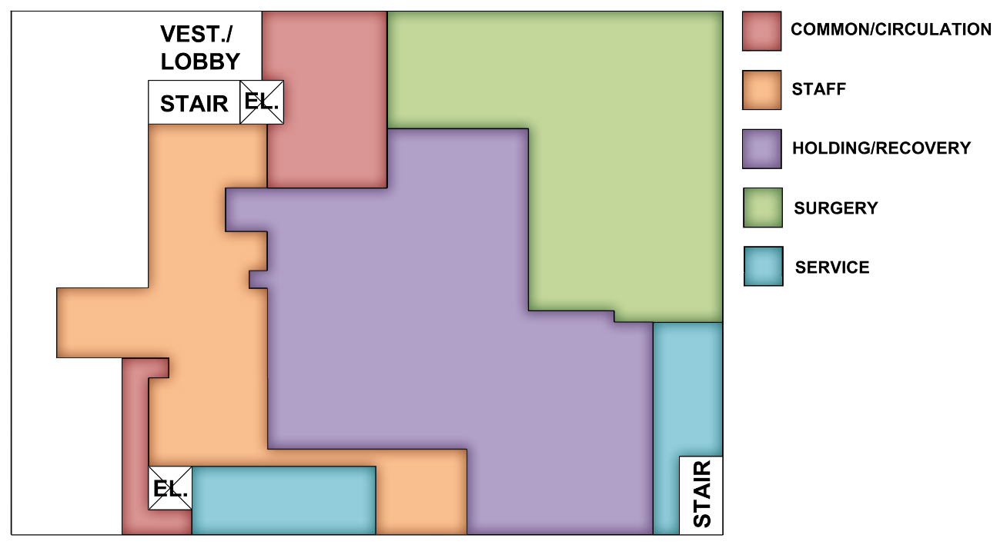 VEST./
LOBBY
STAIR
EL.
EL.
STAIR
COMMON/CIRCULATION
STAFF
HOLDING/RECOVERY
SURGERY
SERVICE